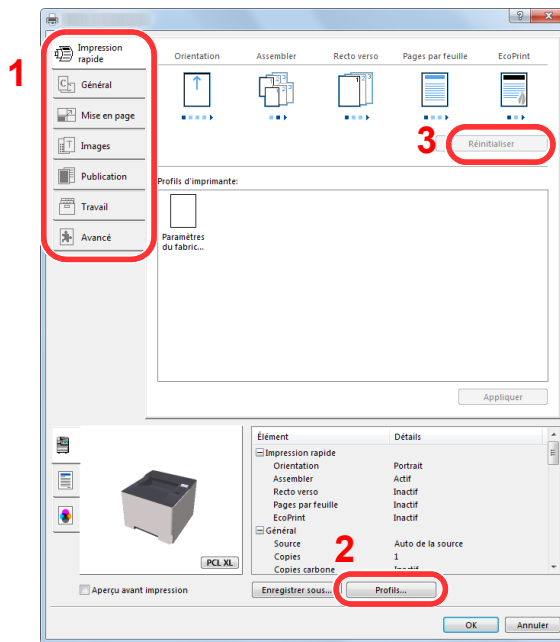 ?
X
1
Impression
rapide
Général
Mise en page
Images
Publication
Travail
Avancé
Orientation
Assembler
Recto verso
Pages par feuille
EcoPrint
3
Réinitialiser
Profils d'imprimante:
Paramètres
du fabric...
Appliquer
PCL XL
Aperçu avant impression
Élément
Détails
Impression rapide
Orientation
Portrait
Assembler
Actif
Recto verso
Inactif
Pages par feuille
Inactif
EcoPrint
Inactif
Général
Source
Auto de la source
Copies
1
Copies carbone
Inactif
2
Enregistrer sous...
Profils...
OK
Annuler